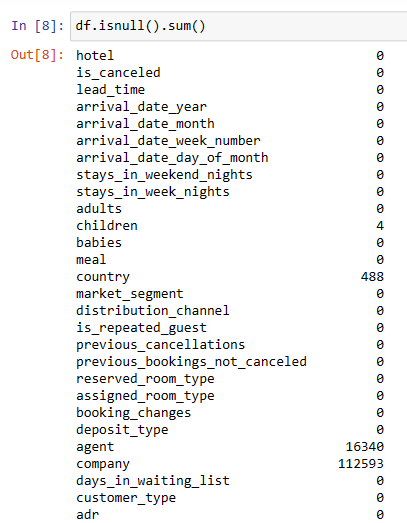 In [8]: df.isnull().sum()
Out[8]: hotel 0
is_canceled 0
lead_time 0
arrival_date_year 0
arrival_date_month 0
arrival_date_week_number 0
arrival_date_day_of_month 0
stays_in_weekend_nights 0
stays_in_week_nights 0
adults 0
children 4
babies 0
meal 0
country 488
market_segment 0
distribution_channel 0
is_repeated_guest 0
previous_cancellations 0
previous_bookings_not_canceled 0
reserved_room_type 0
assigned_room_type 0
booking_changes 0
deposit_type 0
agent 16340
company 112593
days_in_waiting_list 0
customer_type 0
adr 0